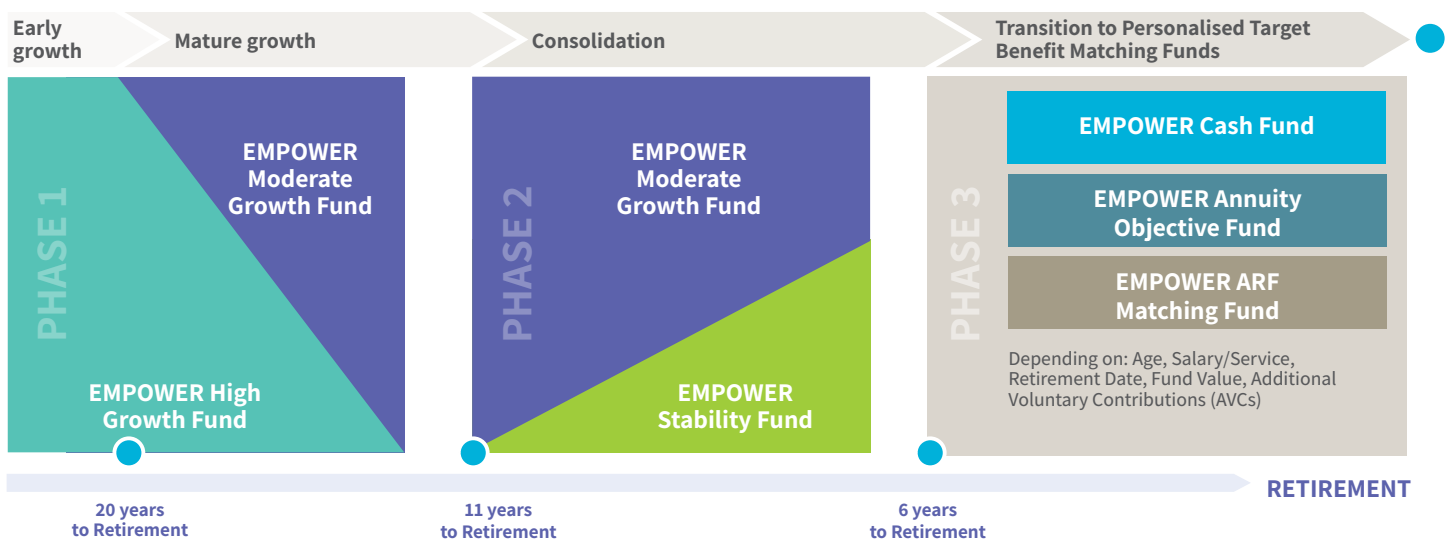 Early
growth
Mature growth
Consolidation
Transition to Personalised Target
Benefit Matching Funds
PHASE 1
EMPOWER
Moderate
Growth Fund
EMPOWER High
Growth Fund
PHASE 2
EMPOWER
Moderate
Growth Fund
EMPOWER
Stability Fund
PHASE 3
EMPOWER Cash Fund
EMPOWER Annuity
Objective Fund
EMPOWER ARF
Matching Fund
Depending on: Age, Salary/Service,
Retirement Date, Fund Value, Additional
Voluntary Contributions (AVCs)
20 years
to Retirement
11 years
to Retirement
6 years
to Retirement
RETIREMENT